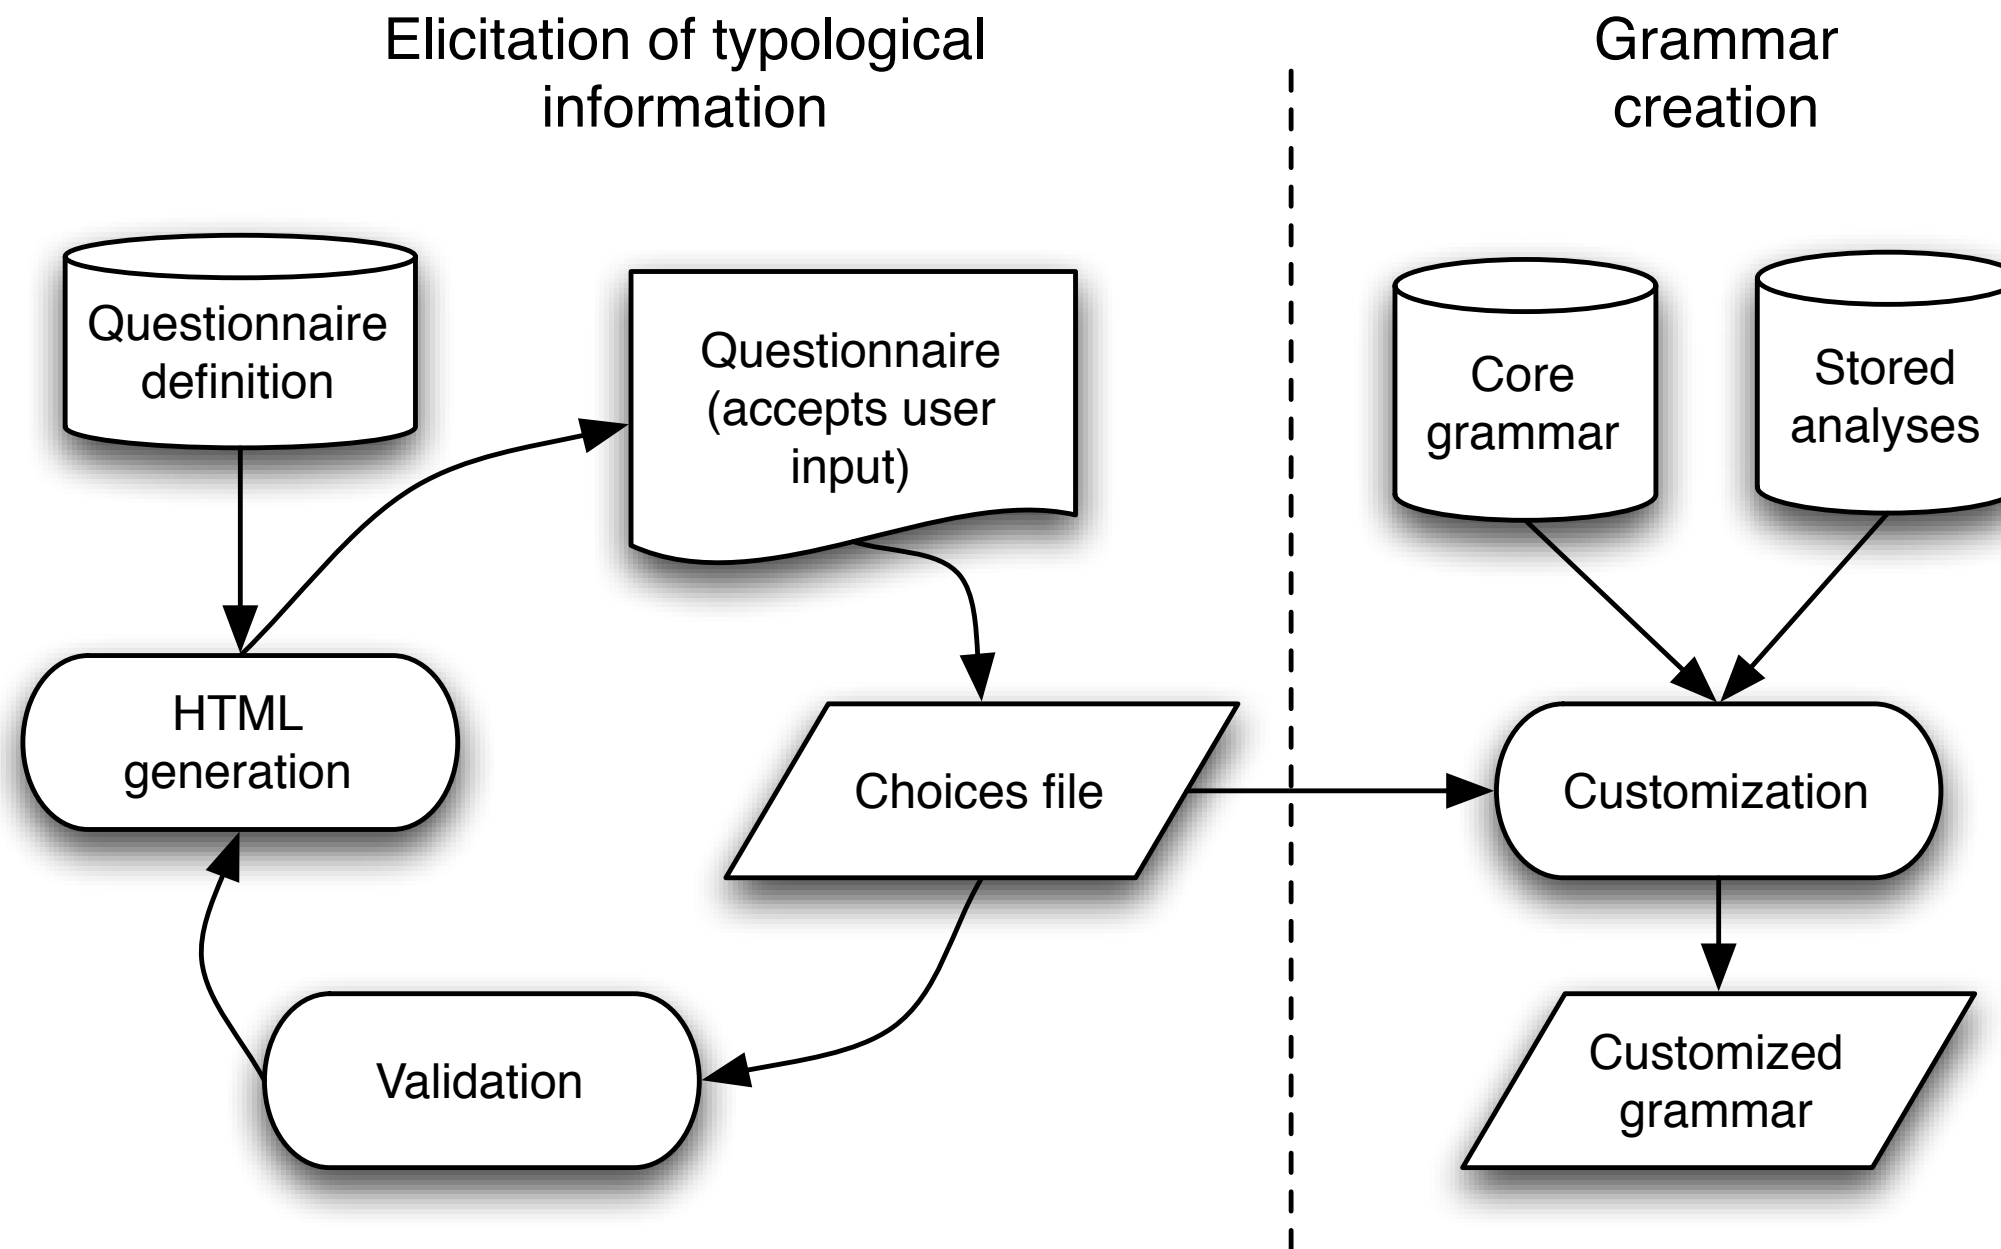 Elicitation of typological
information
Grammar
creation
Questionnaire
definition
Questionnaire
(accepts user
input)
Core
grammar
Stored
analyses
HTML
generation
Choices file
Customization
Validation
Customized
grammar